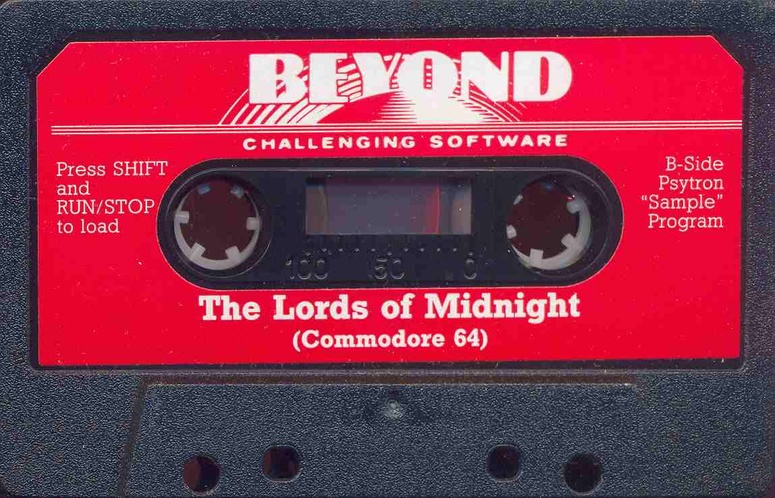 BEYOND
CHALLENGING SOFTWARE
Press SHIFT
and
RUN/STOP
to load
B-Side
Psytron
“Sample”
Program
100 50 0
The Lords of Midnight
(Commodore 64)